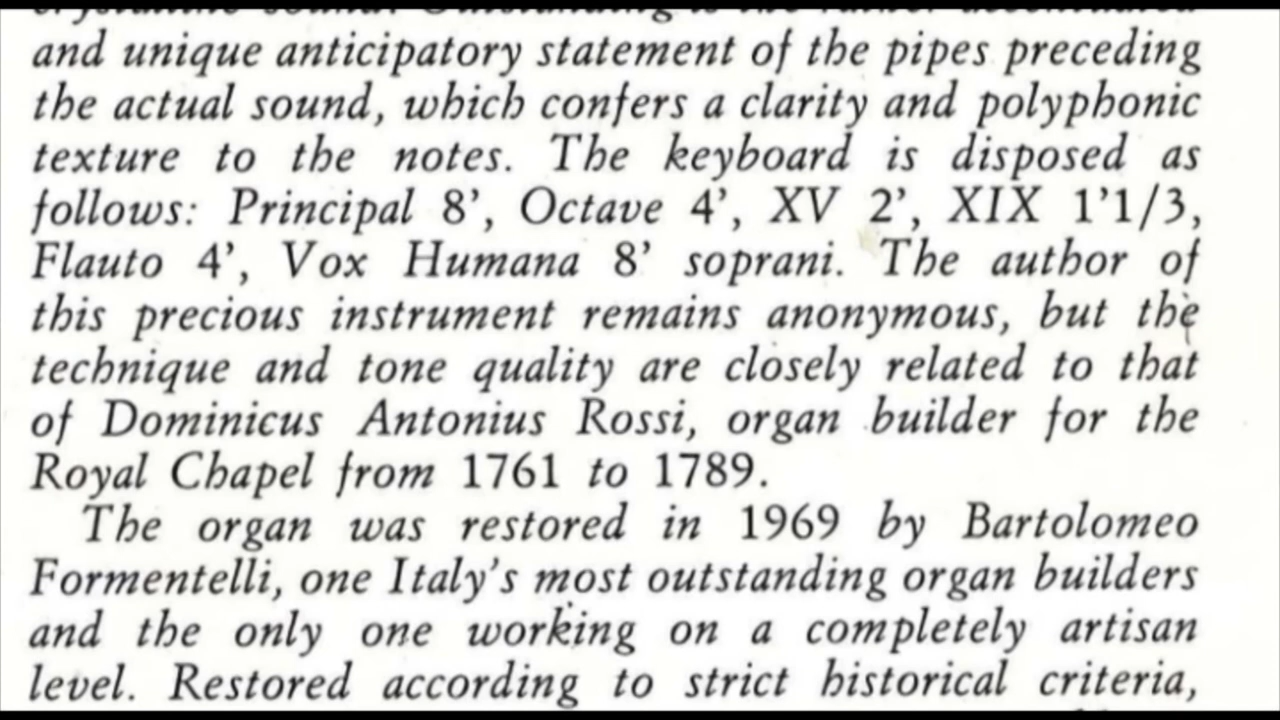 and unique anticipatory statement of the pipes preceding
the actual sound, which confers a clarity and polyphonic
texture to the notes. The keyboard is disposed as
follows: Principal 8', Octave 4', XV 2', XIX 1'1/3,
Flauto 4', Vox Humana 8' soprani. The author of
this precious instrument remains anonymous, but the
technique and tone quality are closely related to that
of Dominicus Antonius Rossi, organ builder for the
Royal Chapel from 1761 to 1789.
The organ was restored in 1969 by Bartolomeo
Formentelli, one Italy's most outstanding organ builders
and the only one working on a completely artisan
level. Restored according to strict historical criteria,